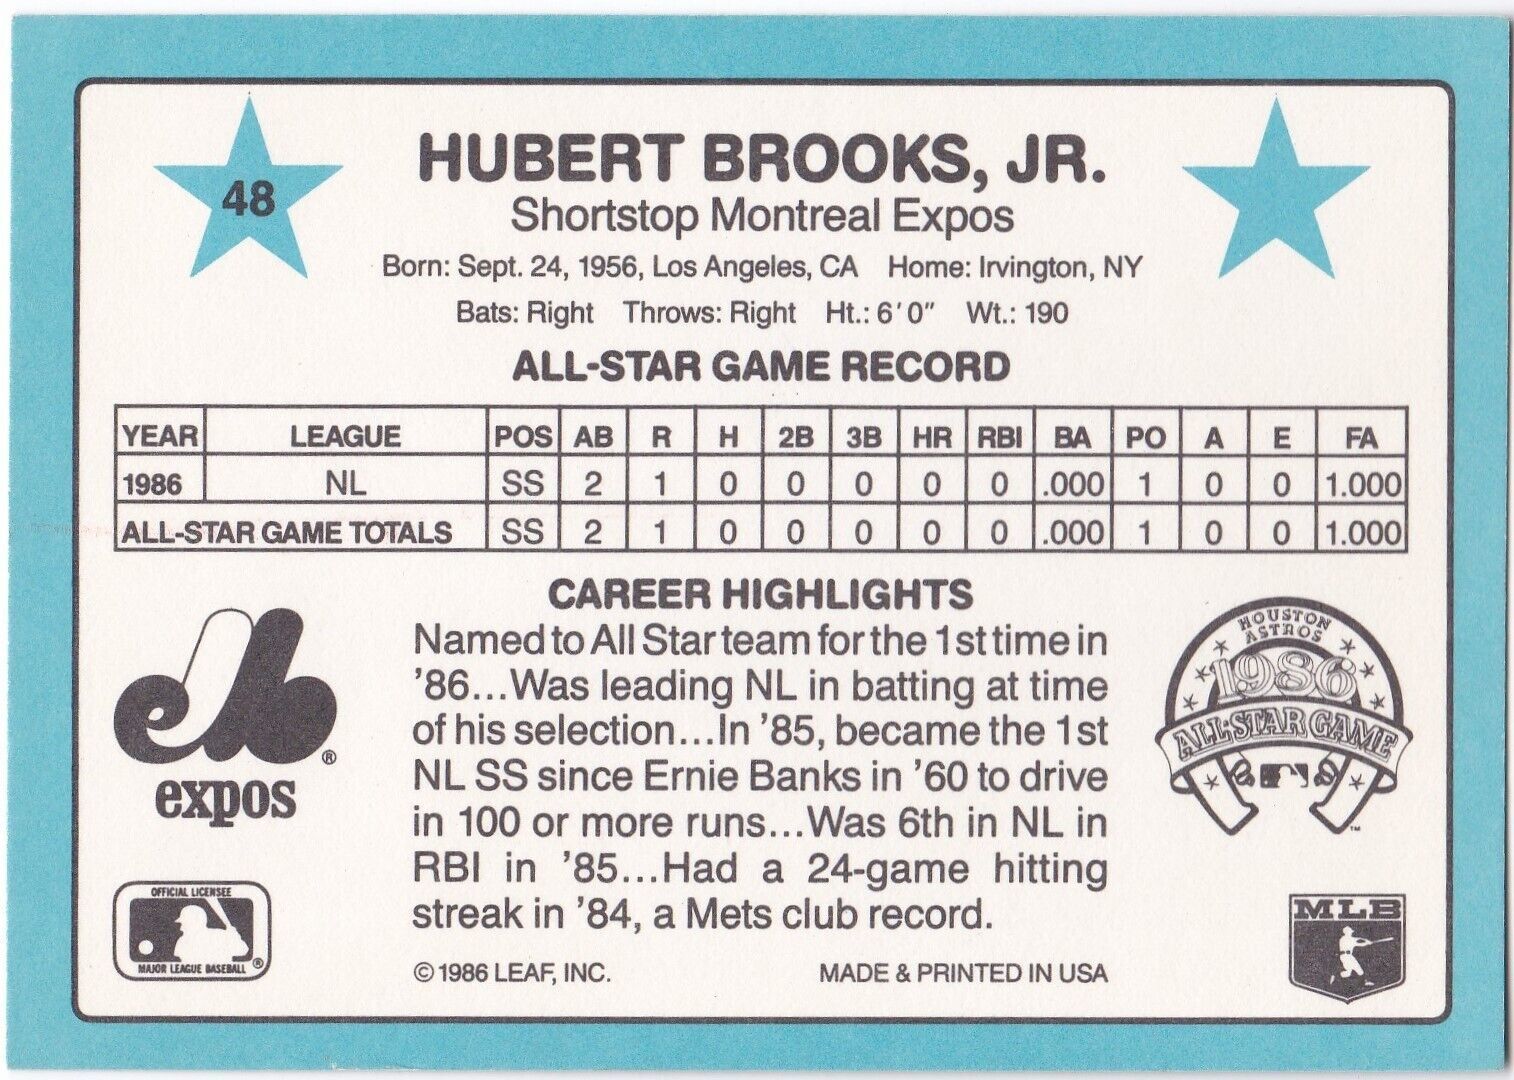 48
HUBERT BROOKS, JR.
Shortstop Montreal Expos
Born: Sept. 24, 1956, Los Angeles, CA Home: Irvington, NY
Bats: Right Throws: Right Ht.: 6'0" Wt.: 190
ALL-STAR GAME RECORD
YEAR LEAGUE POS AB R H 2B 3B HR RBI BA PO A E FA
1986 NL SS 2 1 0 0 0 0 0 .000 1 0 0 1.000
ALL-STAR GAME TOTALS SS 2 1 0 0 0 0 0 .000 1 0 0 1.000
CAREER HIGHLIGHTS
Named to All Star team for the 1st time in
'86...Was leading NL in batting at time
of his selection...In '85, became the 1st
NL SS since Ernie Banks in '60 to drive
in 100 or more runs...Was 6th in NL in
RBI in '85...Had a 24-game hitting
streak in '84, a Mets club record.
©1986 LEAF, INC. MADE & PRINTED IN USA
®
expos
OFFICIAL LICENSEE
MAJOR LEAGUE BASEBALL ®
HOUSTON
ASTROS
1986
ALL-STAR GAME
™
MLB